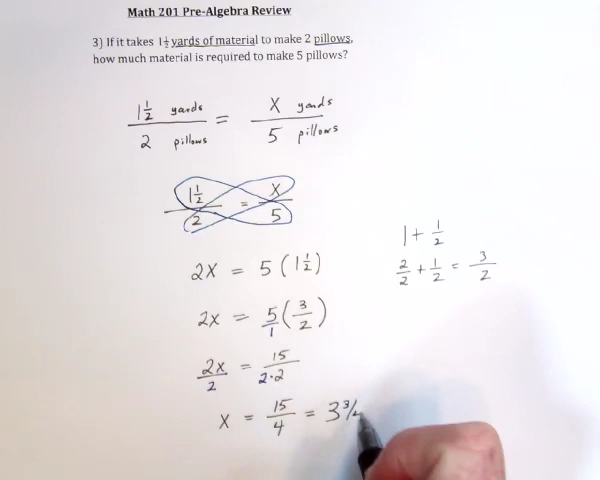 Math 201 Pre-Algebra Review
3) If it takes 1½ yards of material to make 2 pillows,
how much material is required to make 5 pillows?
1½ yards / 2 pillows = X yards / 5 pillows
1½ / 2 = X / 5
1 + 1/2
2X = 5 (1½)
2/2 + 1/2 = 3/2
2x = 5/1 (3/2)
2x/2 = 15/2·2
x = 15/4 = 3 3/